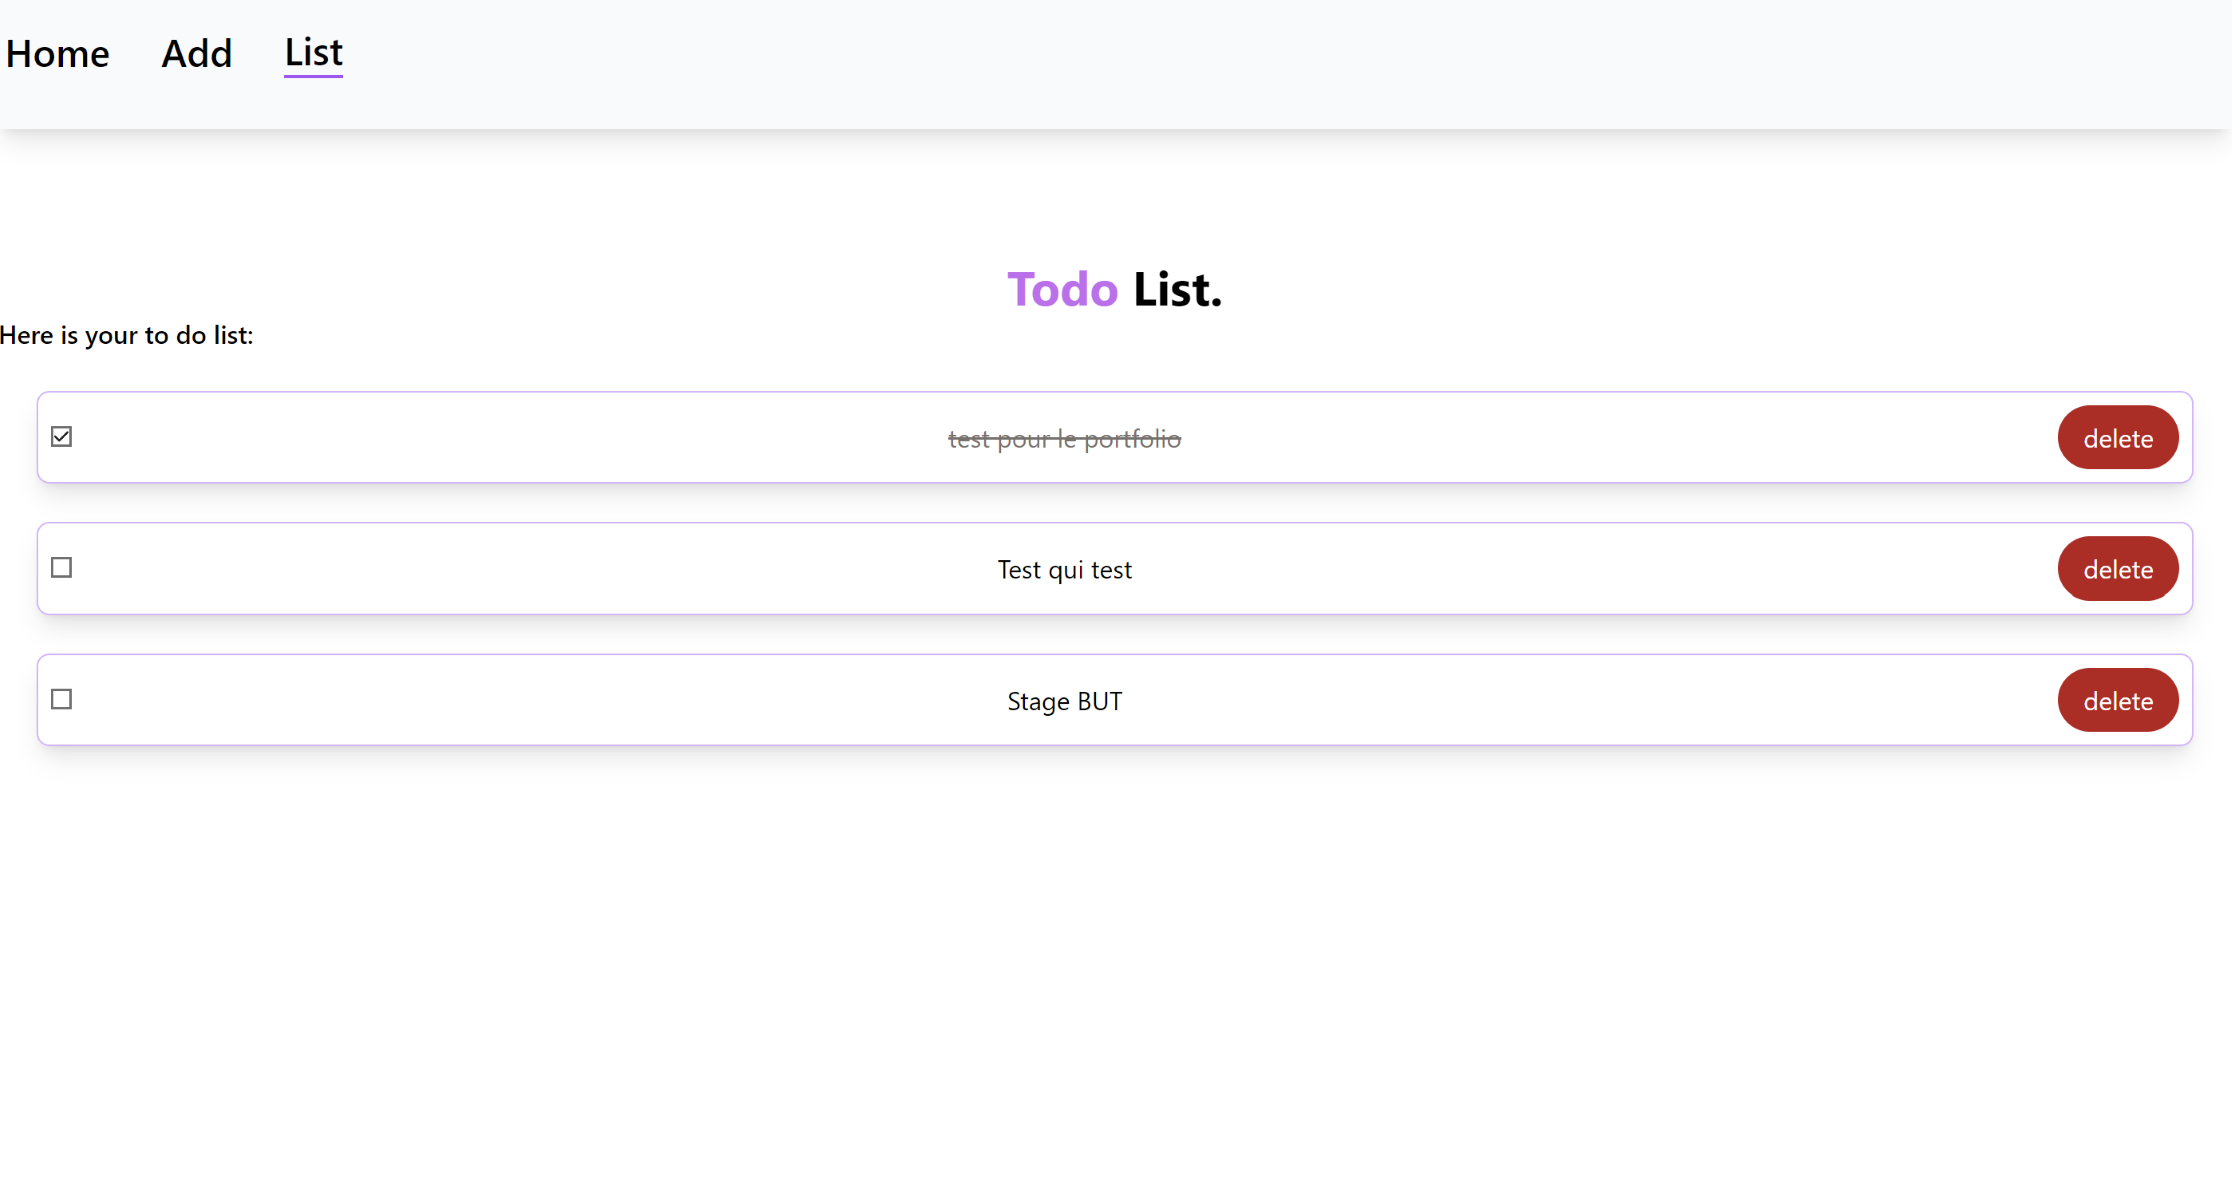 Home Add List
Todo List.
Here is your to do list:
test pour le portfolio delete
Test qui test delete
Stage BUT delete